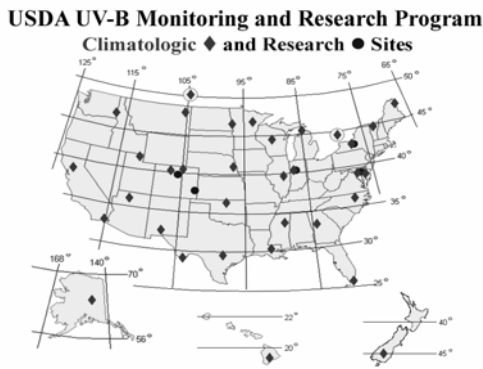 USDA UV-B Monitoring and Research Program
Climatologic ♦ and Research ● Sites
125° 115° 105° 95° 85° 75° 65° 50°
45°
40°
35°
30°
25°
168° 140° 70°
56°
22°
20°
40°
45°